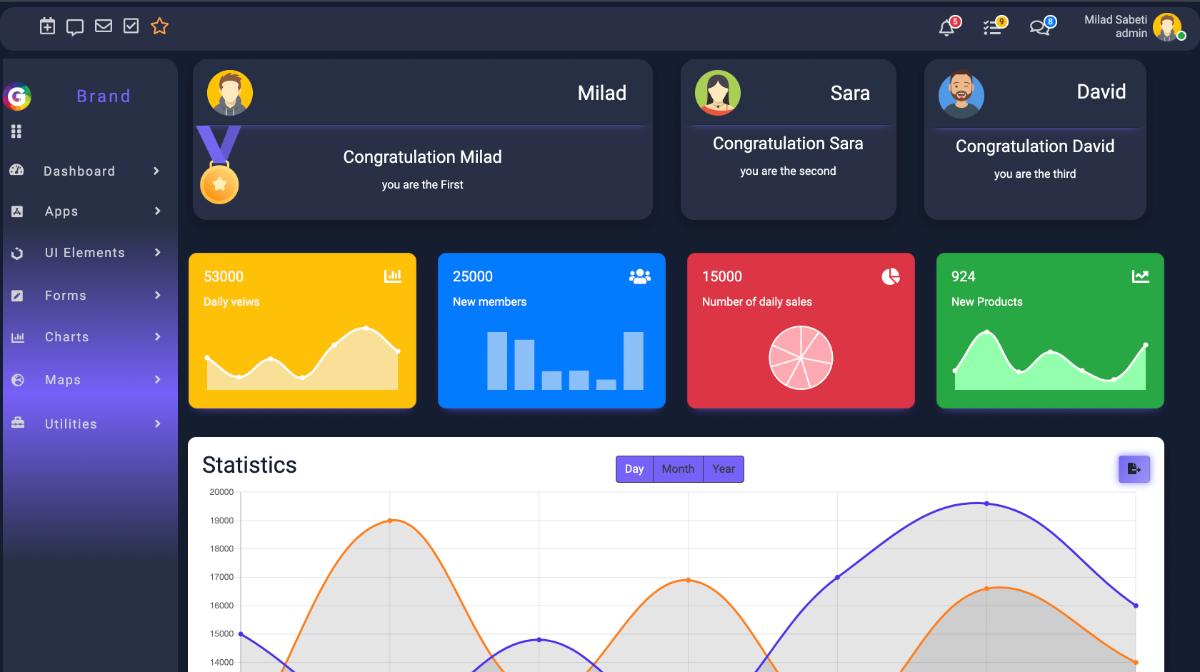 5
9
8
Milad Sabeti
admin
G
Brand
Dashboard
Apps
UI Elements
Forms
Charts
Maps
Utilities
Milad
Congratulation Milad
you are the First
Sara
Congratulation Sara
you are the second
David
Congratulation David
you are the third
53000
Daily veiws
25000
New members
15000
Number of daily sales
924
New Products
Statistics
Day Month Year
20000
19000
18000
17000
16000
15000
14000